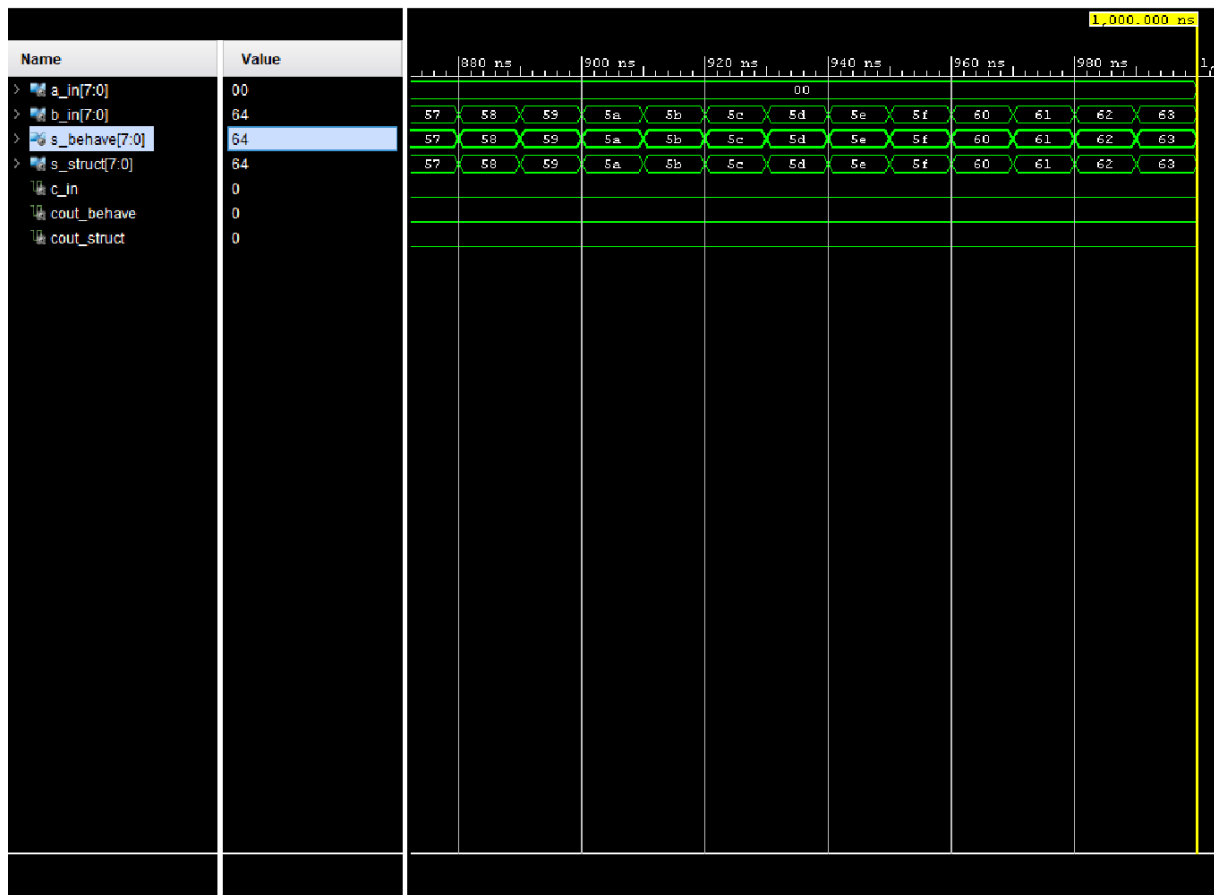 1,000.000 ns
Name Value
880 ns 900 ns 920 ns 940 ns 960 ns 980 ns 1,
a_in[7:0] 00 00
b_in[7:0] 64 57 58 59 5a 5b 5c 5d 5e 5f 60 61 62 63
s_behave[7:0] 64 57 58 59 5a 5b 5c 5d 5e 5f 60 61 62 63
s_struct[7:0] 64 57 58 59 5a 5b 5c 5d 5e 5f 60 61 62 63
c_in 0
cout_behave 0
cout_struct 0